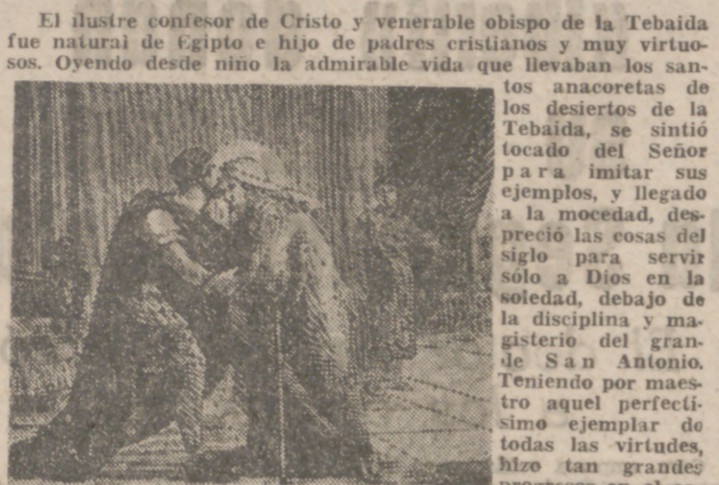 El ilustre confesor de Cristo y venerable obispo de la Tebaida
fue natural de Egipto e hijo de padres cristianos y muy virtuo-
sos. Oyendo desde niño la admirable vida que llevaban los san-
tos anacoretas de
los desiertos de la
Tebaida, se sintió
tocado del Señor
para imitar sus
ejemplos, y llegado
a la mocedad, des-
preció las cosas del
siglo para servir
sólo a Dios en la
soledad, debajo de
la disciplina y ma-
gisterio del gran-
de San Antonio.
Teniendo por maes-
tro aquel perfectí-
simo ejemplar de
todas las virtudes,
hizo tan grandes